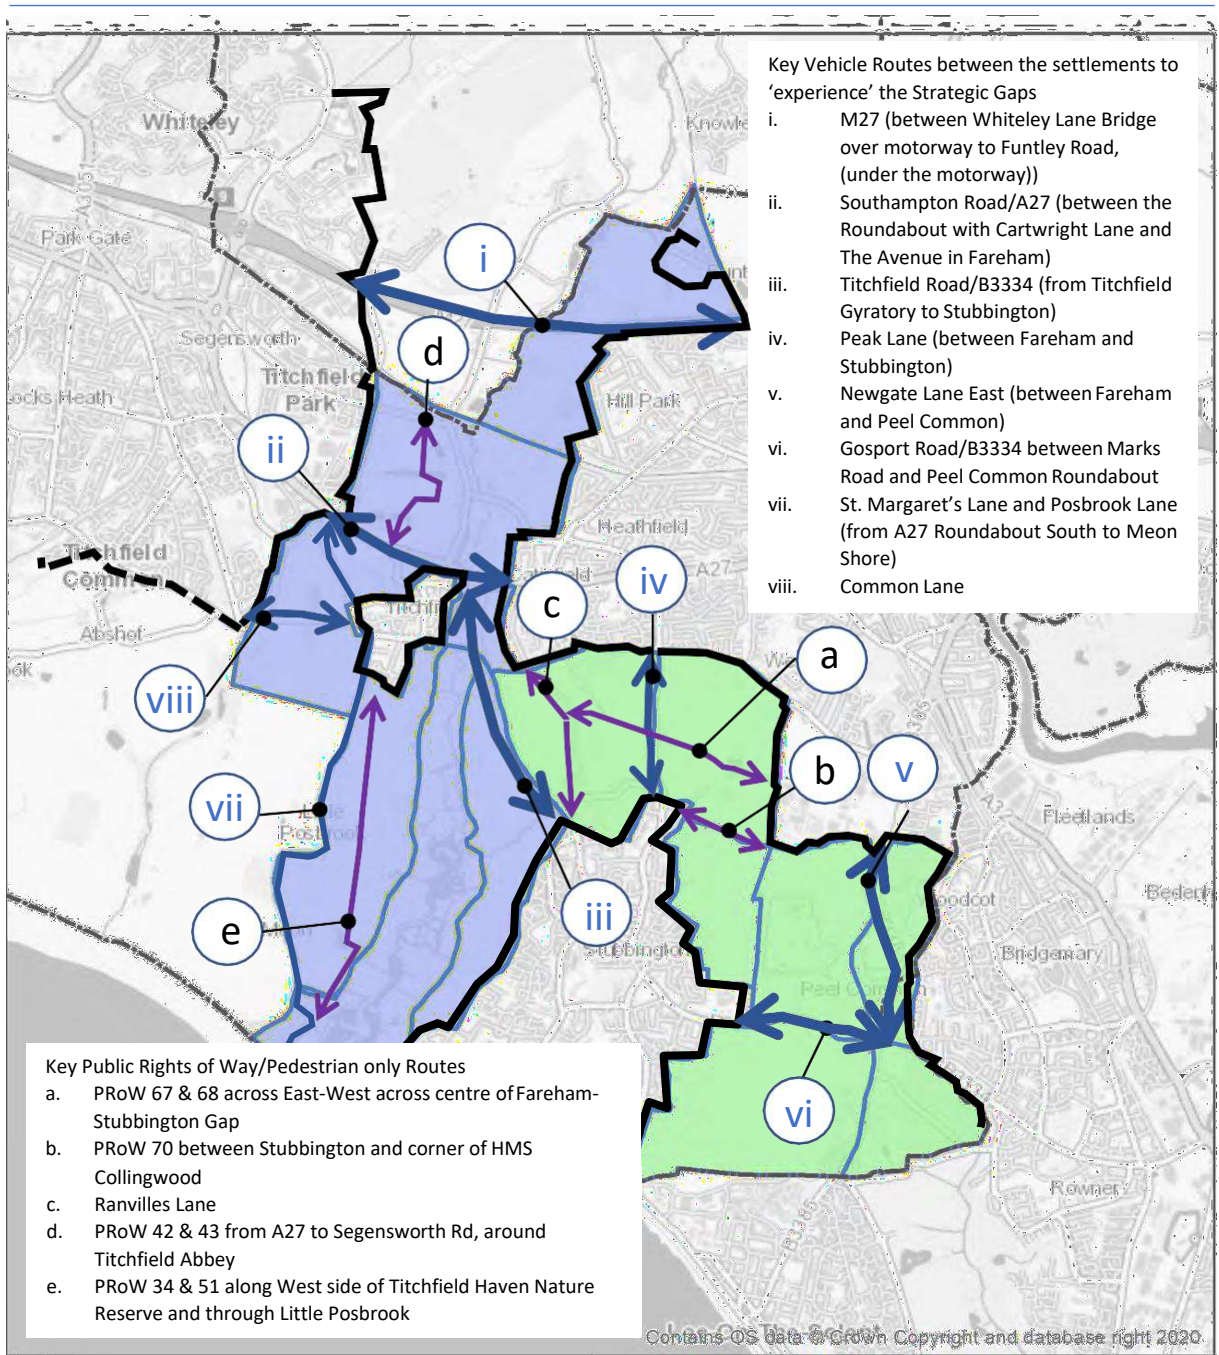 Key Vehicle Routes between the settlements to
‘experience’ the Strategic Gaps
i. M27 (between Whiteley Lane Bridge
over motorway to Funtley Road,
(under the motorway))
ii. Southampton Road/A27 (between the
Roundabout with Cartwright Lane and
The Avenue in Fareham)
iii. Titchfield Road/B3334 (from Titchfield
Gyratory to Stubbington)
iv. Peak Lane (between Fareham and
Stubbington)
v. Newgate Lane East (between Fareham
and Peel Common)
vi. Gosport Road/B3334 between Marks
Road and Peel Common Roundabout
vii. St. Margaret’s Lane and Posbrook Lane
(from A27 Roundabout South to Meon
Shore)
viii. Common Lane
Whiteley
A3051
Park Gate
i
Segensworth
d
Titchfield
Park
Hill Park
ii
Heathfield
A27
Titchfield
Common
iv
c
Abshot
a
viii
b
v
vii
Fleetlands
e
iii
Stubbington
Bridgemary
Peel Common
vi
Rowner
B3385
Key Public Rights of Way/Pedestrian only Routes
a. PRoW 67 & 68 across East-West across centre of Fareham-
Stubbington Gap
b. PRoW 70 between Stubbington and corner of HMS
Collingwood
c. Ranvilles Lane
d. PRoW 42 & 43 from A27 to Segensworth Rd, around
Titchfield Abbey
e. PRoW 34 & 51 along West side of Titchfield Haven Nature
Reserve and through Little Posbrook
Contains OS data © Crown Copyright and database right 2020